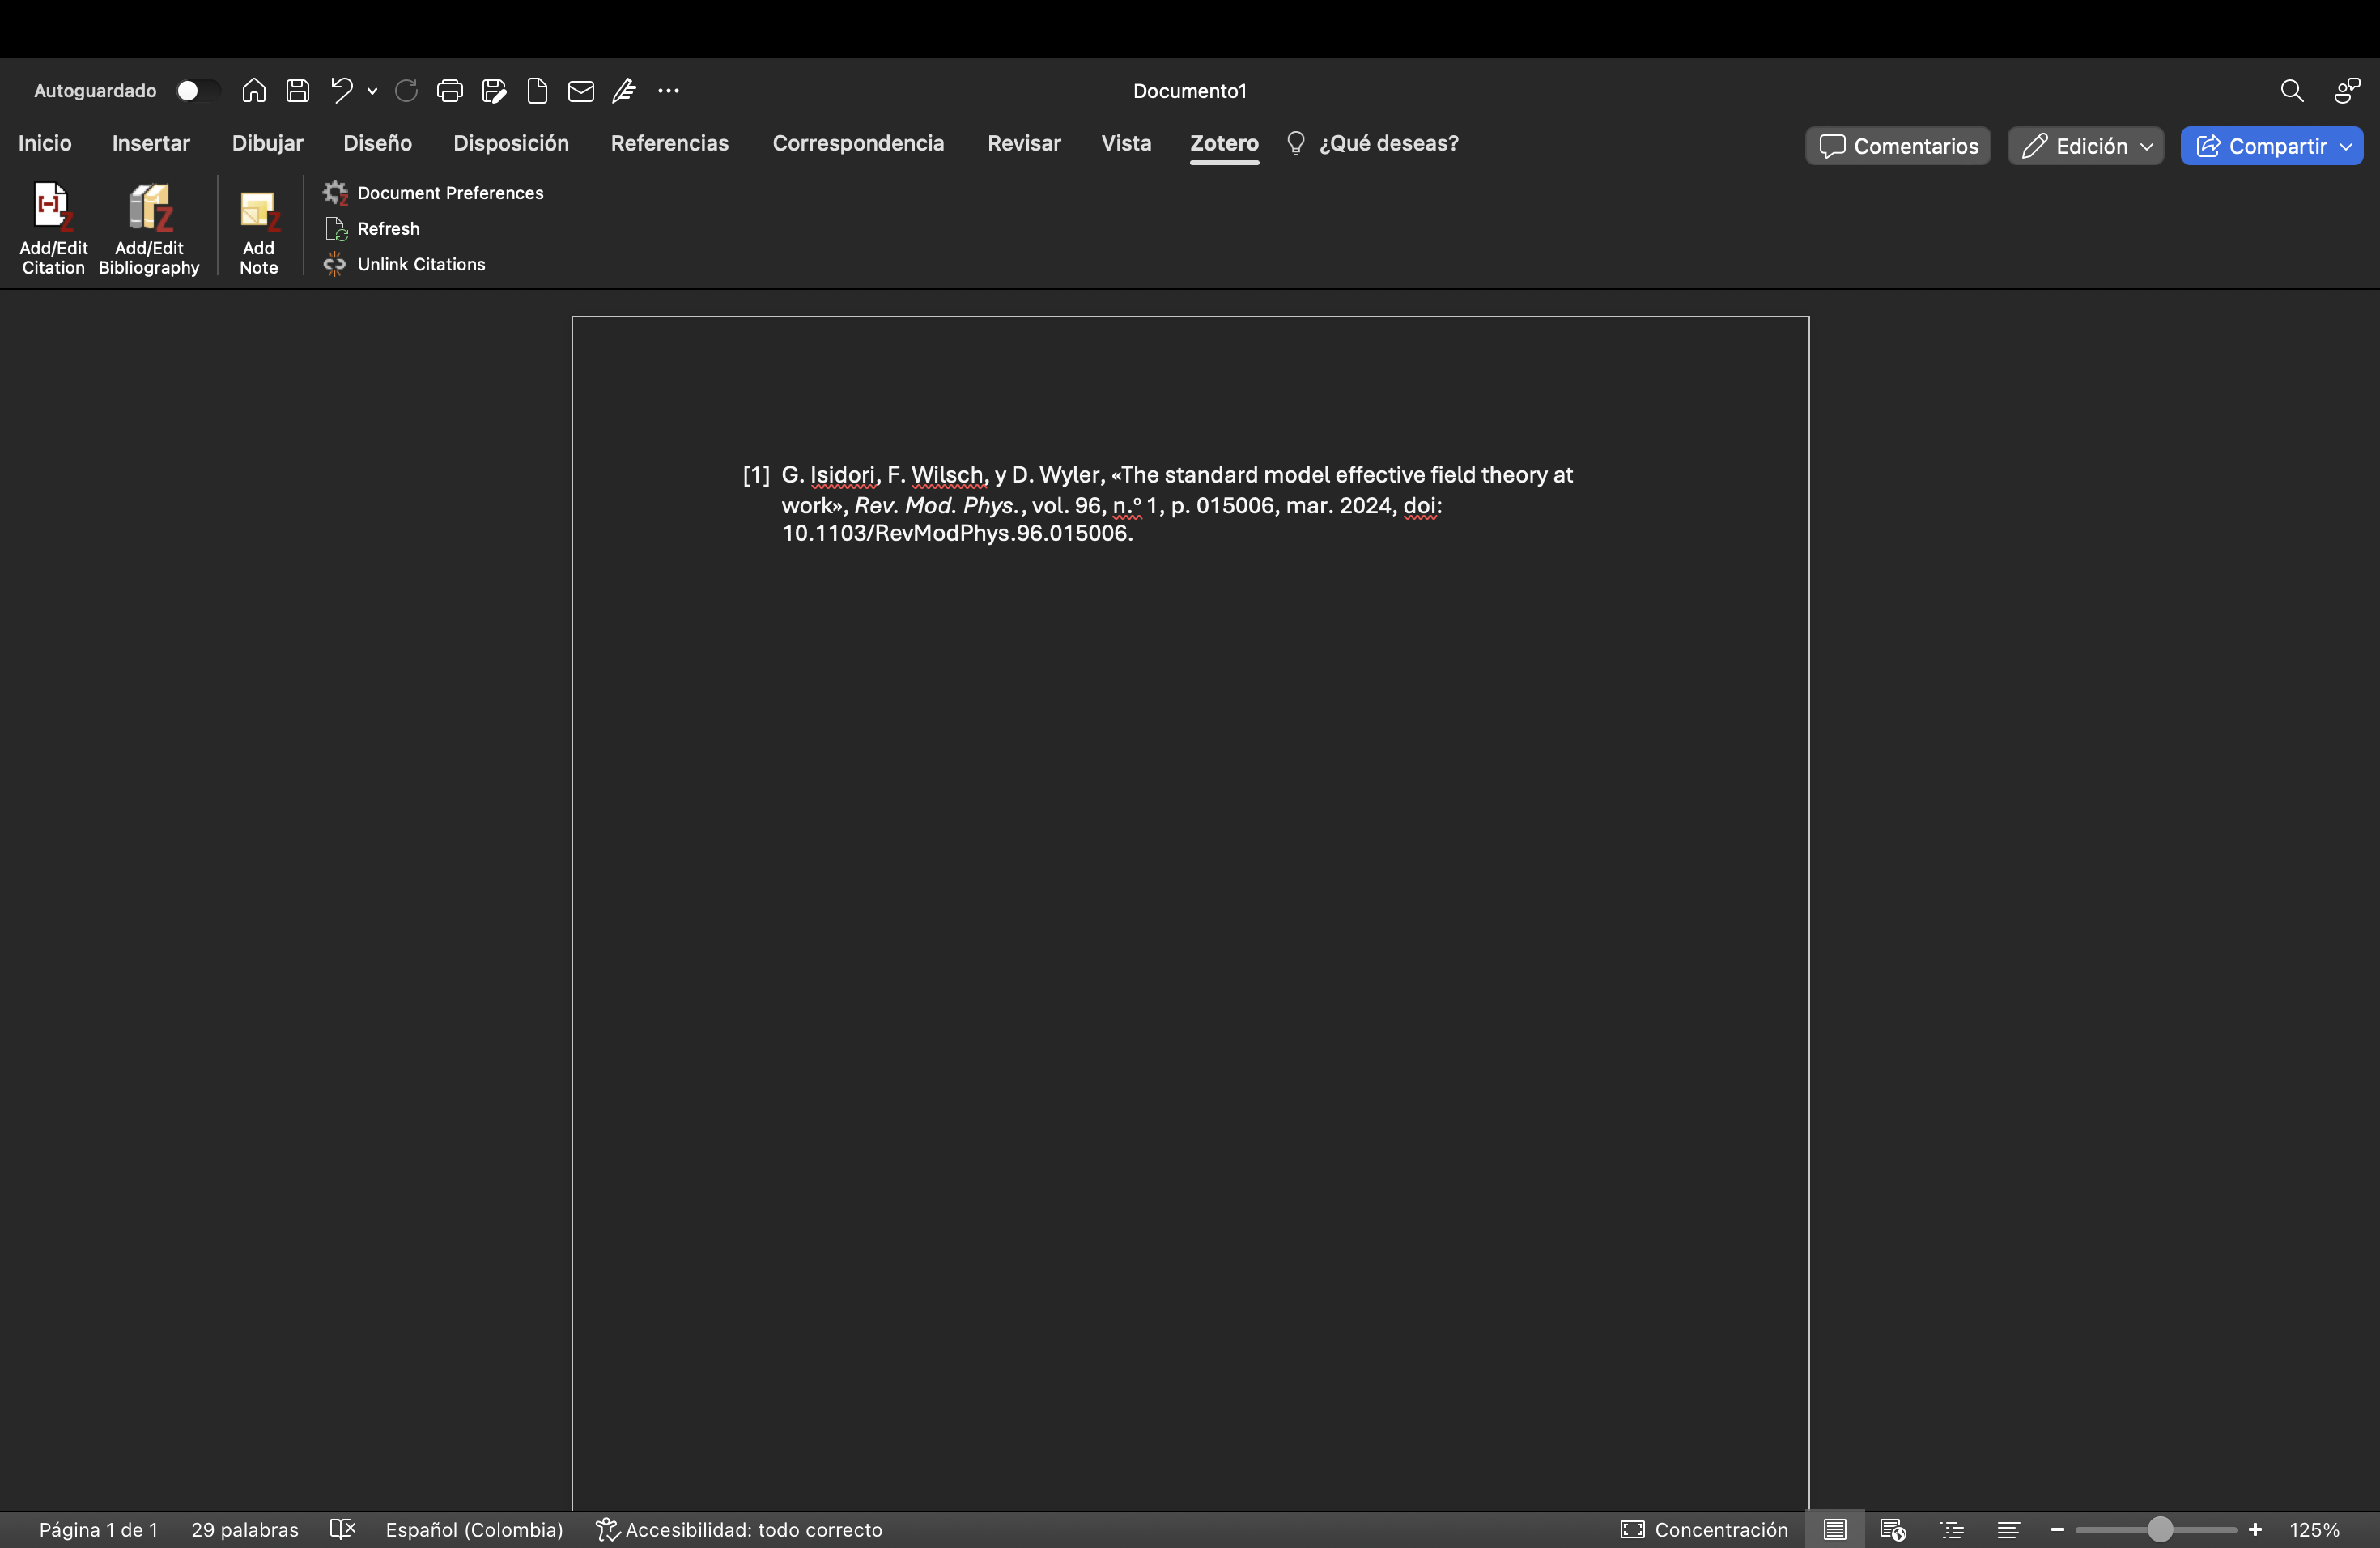 Autoguardado
Documento1
Inicio Insertar Dibujar Diseño Disposición Referencias Correspondencia Revisar Vista Zotero ¿Qué deseas? Comentarios Edición Compartir
Add/Edit Citation
Add/Edit Bibliography
Add Note
Document Preferences
Refresh
Unlink Citations
[1] G. Isidori, F. Wilsch, y D. Wyler, «The standard model effective field theory at
work», Rev. Mod. Phys., vol. 96, n.º 1, p. 015006, mar. 2024, doi:
10.1103/RevModPhys.96.015006.
Página 1 de 1 29 palabras Español (Colombia) Accesibilidad: todo correcto Concentración 125%